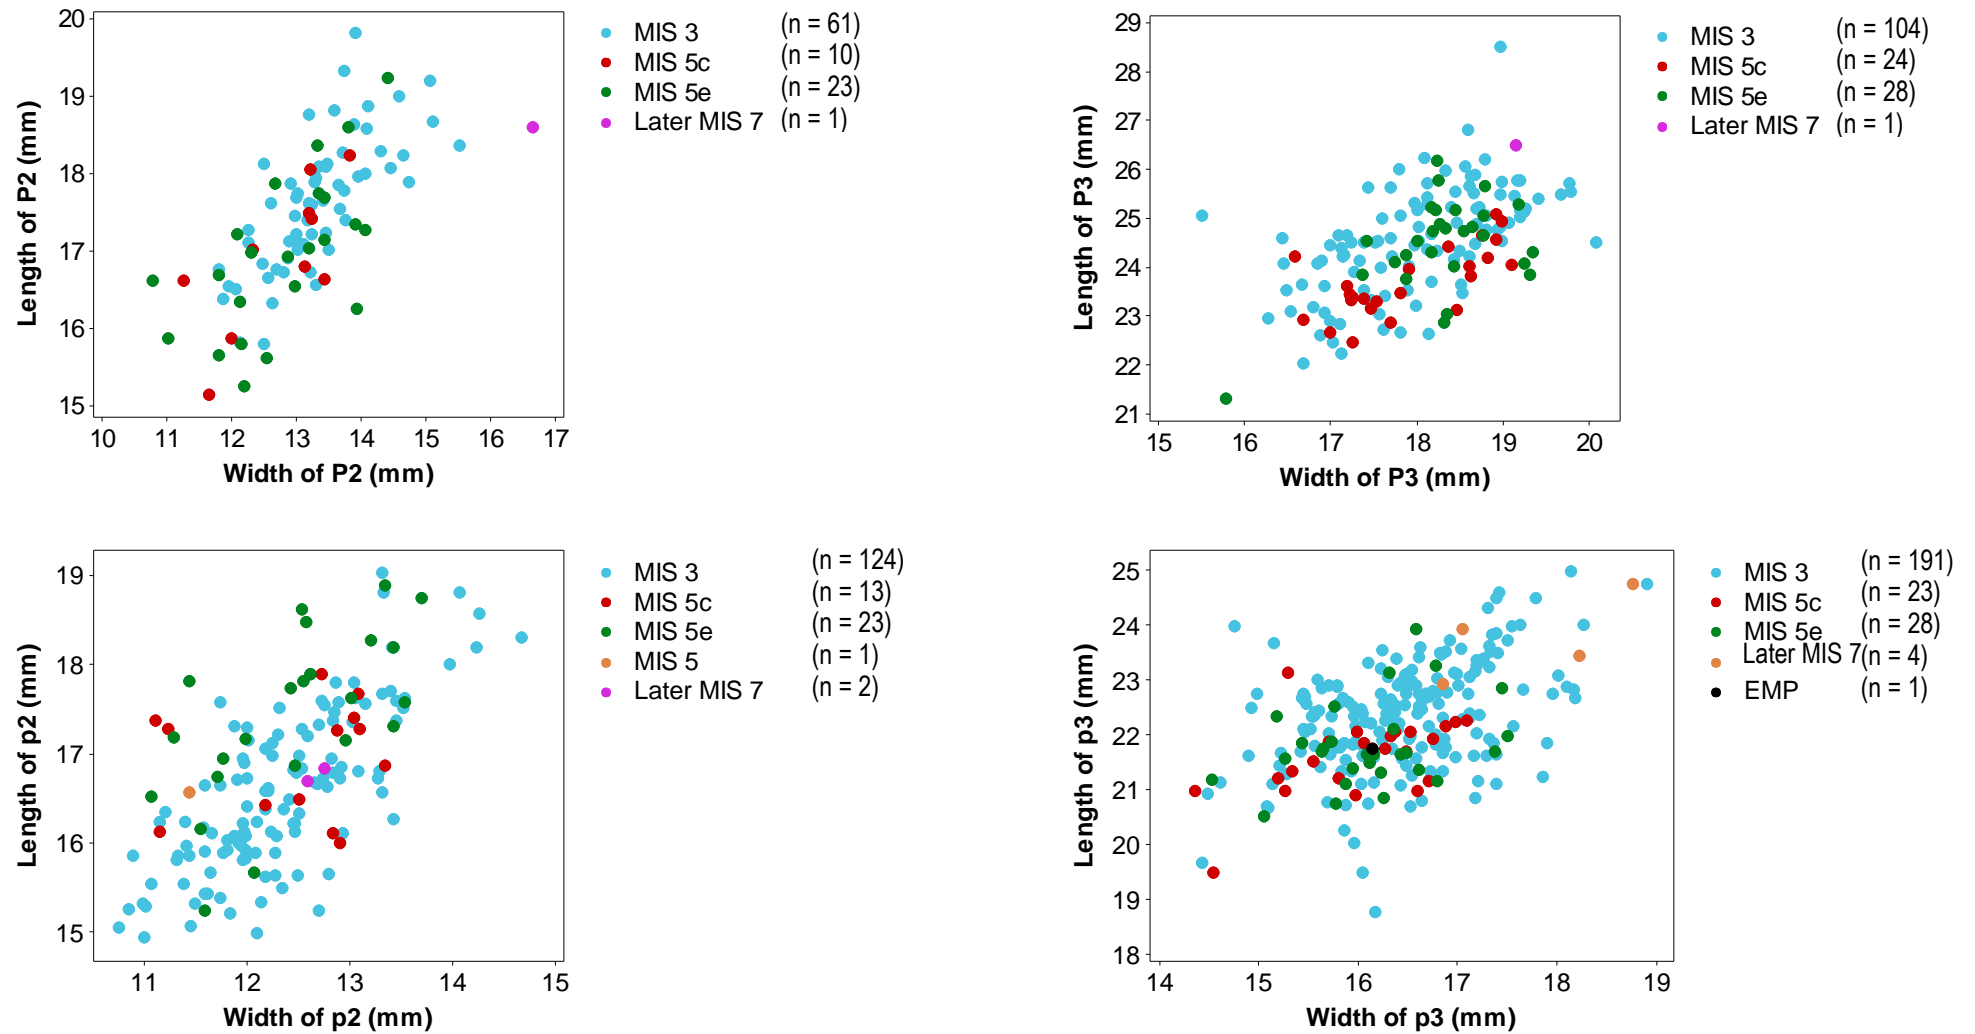 20
19
18
17
16
15
10 11 12 13 14 15 16 17
Length of P2 (mm)
Width of P2 (mm)
MIS 3 (n = 61)
MIS 5c (n = 10)
MIS 5e (n = 23)
Later MIS 7 (n = 1)
29
28
27
26
25
24
23
22
21
15 16 17 18 19 20
Length of P3 (mm)
Width of P3 (mm)
MIS 3 (n = 104)
MIS 5c (n = 24)
MIS 5e (n = 28)
Later MIS 7 (n = 1)
19
18
17
16
15
11 12 13 14 15
Length of p2 (mm)
Width of p2 (mm)
MIS 3 (n = 124)
MIS 5c (n = 13)
MIS 5e (n = 23)
MIS 5 (n = 1)
Later MIS 7 (n = 2)
25
24
23
22
21
20
19
18
14 15 16 17 18 19
Length of p3 (mm)
Width of p3 (mm)
MIS 3 (n = 191)
MIS 5c (n = 23)
MIS 5e (n = 28)
Later MIS 7 (n = 4)
EMP (n = 1)